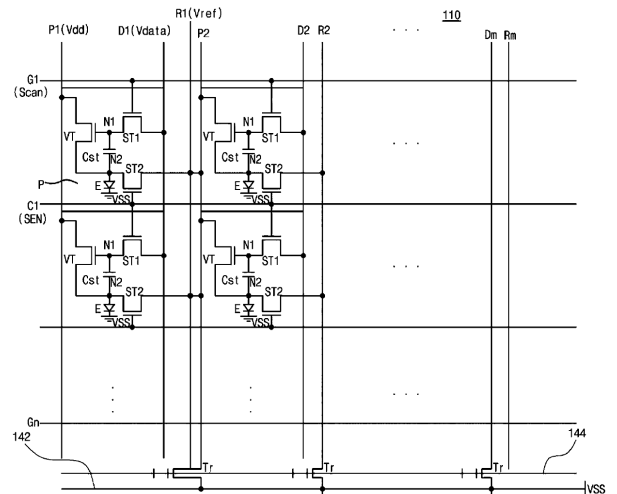 R1(Vref)
110
P1(Vdd) D1(Vdata) P2 D2 R2 . . . Dm Rm
G1
(Scan)
N1 N1
VT ST1 VT ST1 . . .
Cst N2 Cst N2
ST2 ST2
P E E
VSS VSS
C1
(SEN)
N1 N1
VT ST1 VT ST1 . . .
Cst N2 Cst N2
ST2 ST2
E E
VSS VSS
. . .
Gn
142 144
Tr Tr Tr
VSS